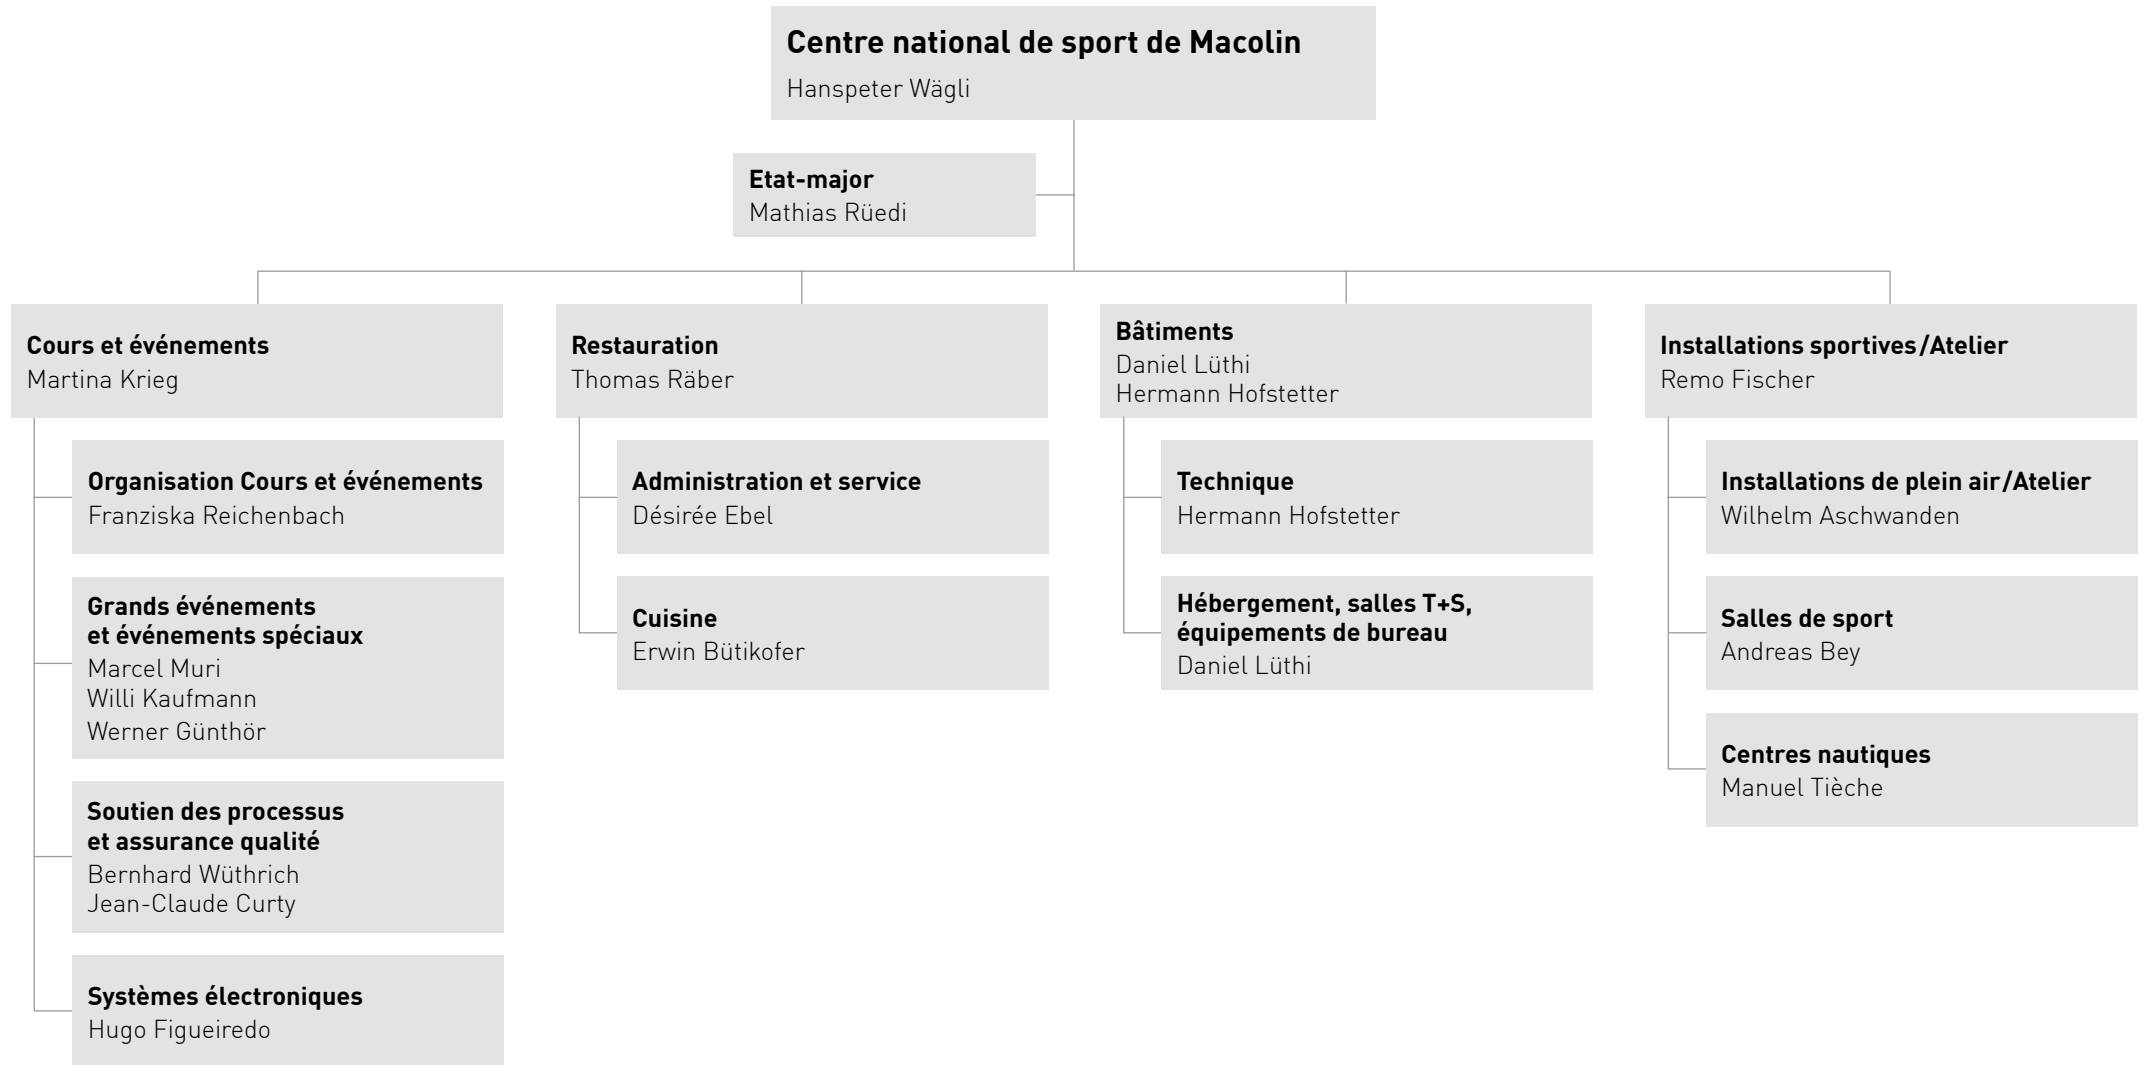 Centre national de sport de Macolin
Hanspeter Wägli
Etat-major
Mathias Rüedi
Cours et événements
Martina Krieg
Organisation Cours et événements
Franziska Reichenbach
Grands événements
et événements spéciaux
Marcel Muri
Willi Kaufmann
Werner Günthör
Soutien des processus
et assurance qualité
Bernhard Wüthrich
Jean-Claude Curty
Systèmes électroniques
Hugo Figueiredo
Restauration
Thomas Räber
Administration et service
Désirée Ebel
Cuisine
Erwin Bütikofer
Bâtiments
Daniel Lüthi
Hermann Hofstetter
Technique
Hermann Hofstetter
Hébergement, salles T+S,
équipements de bureau
Daniel Lüthi
Installations sportives/Atelier
Remo Fischer
Installations de plein air/Atelier
Wilhelm Aschwanden
Salles de sport
Andreas Bey
Centres nautiques
Manuel Tièche